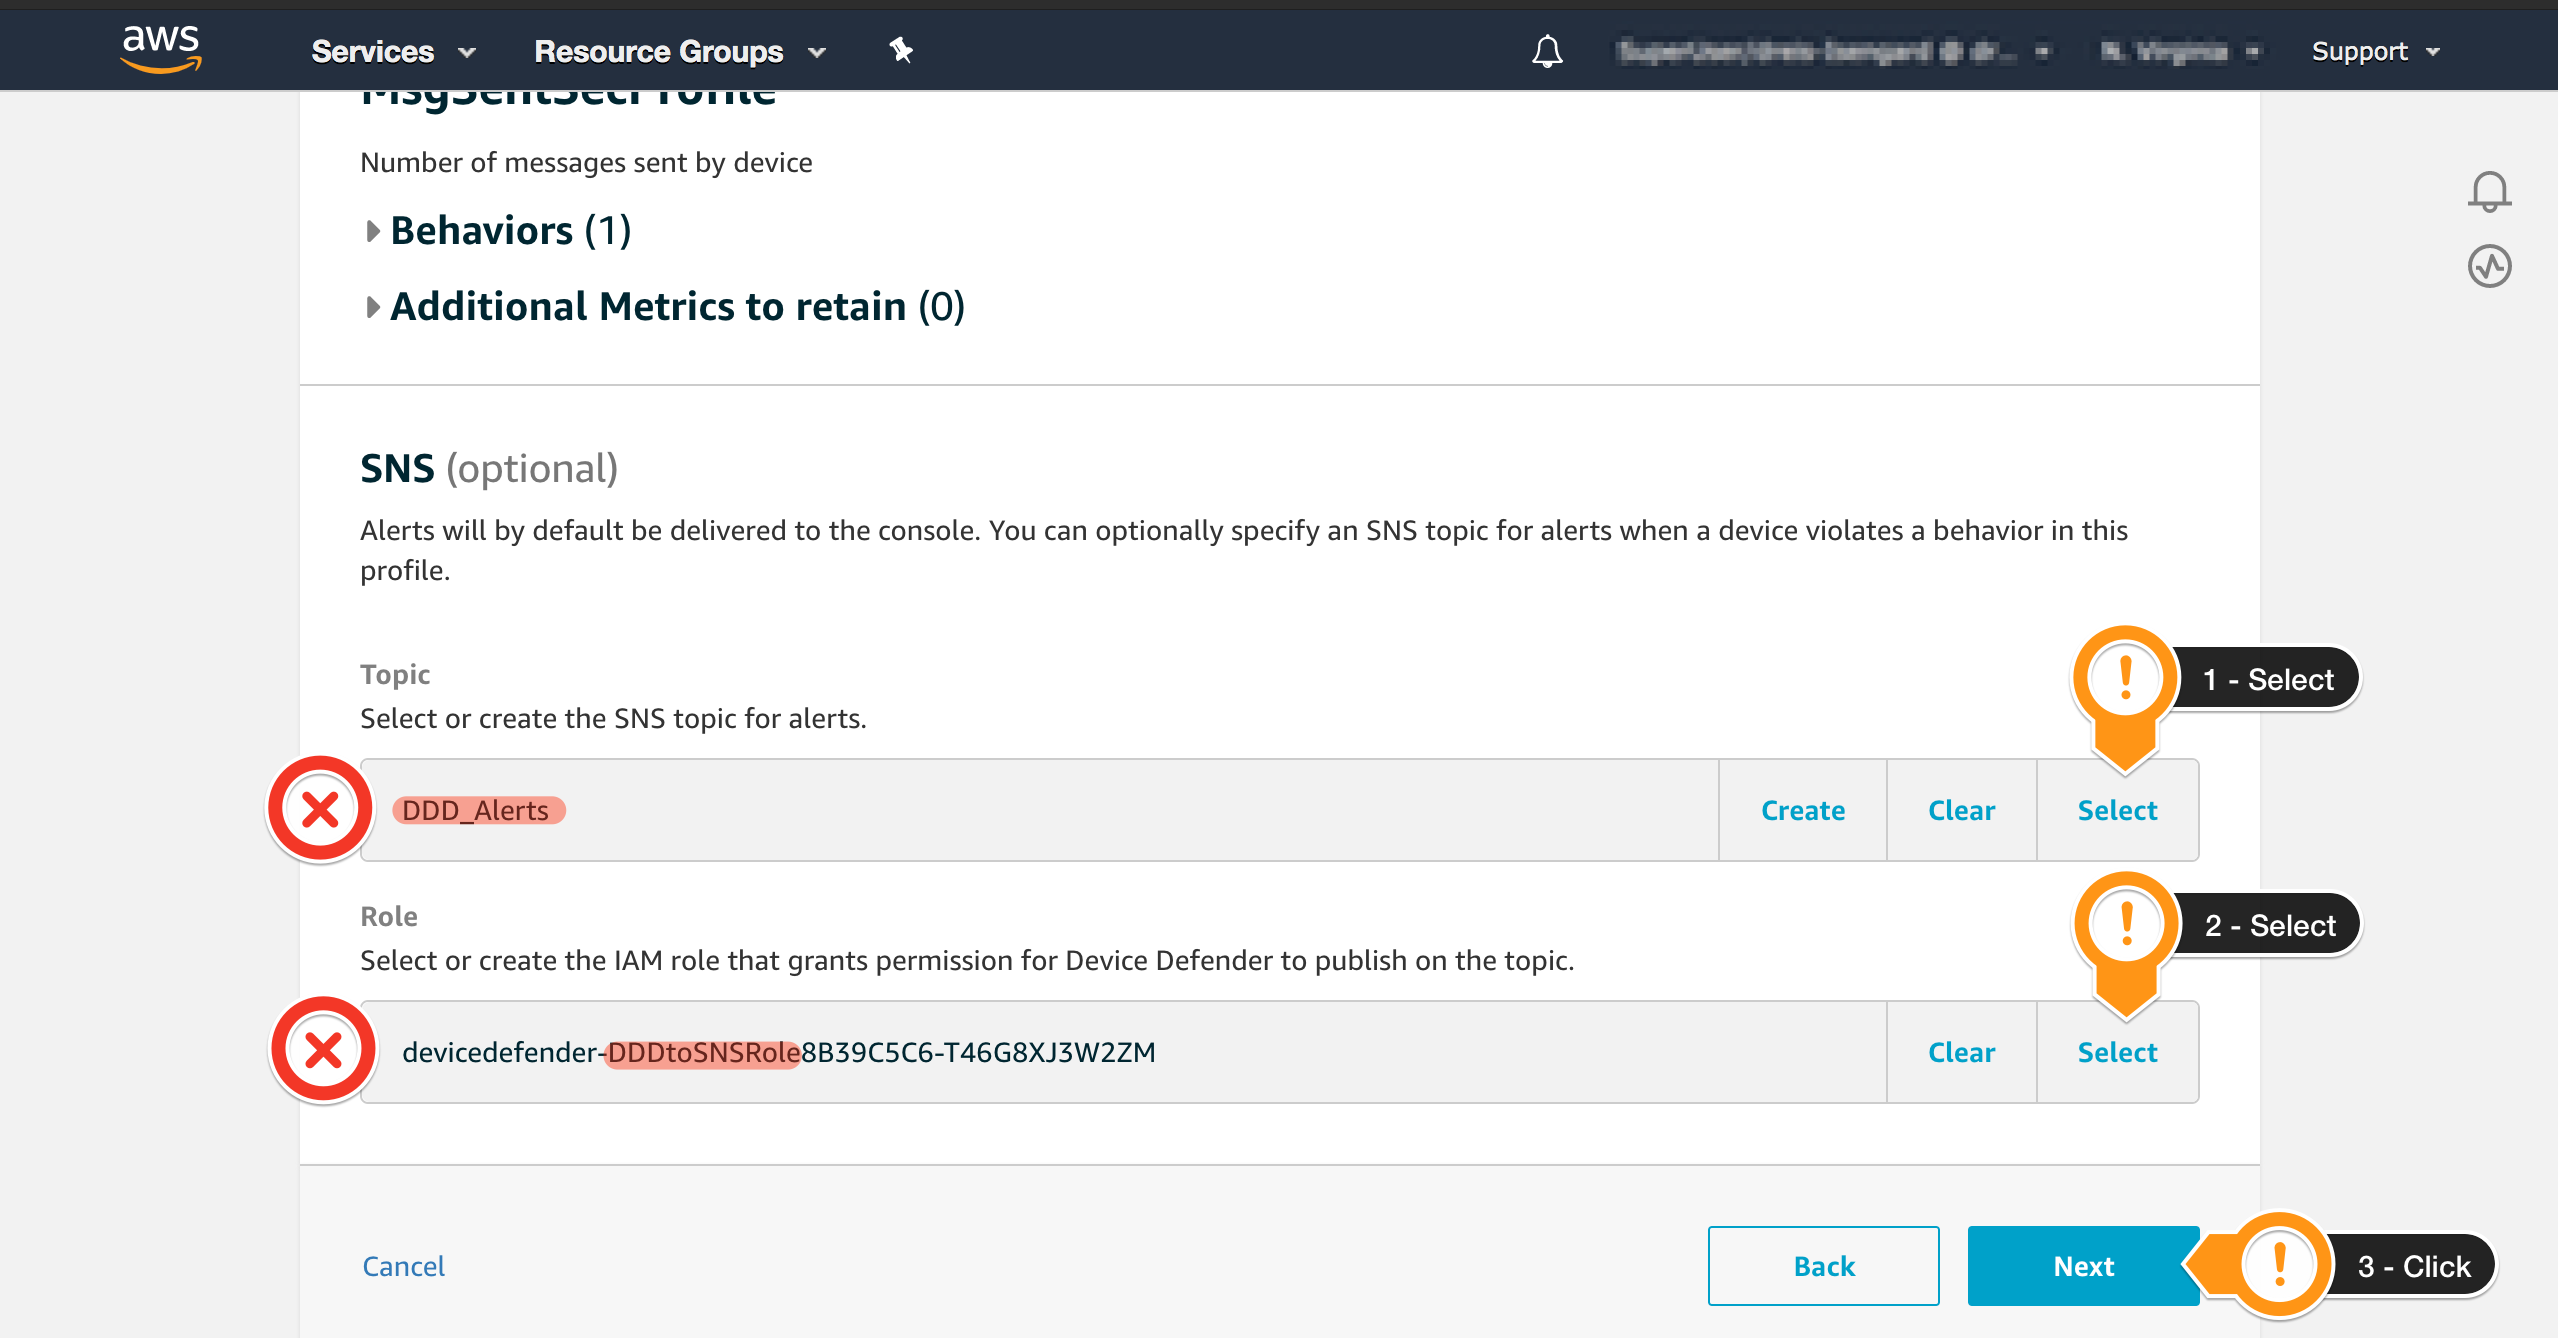 aws
Services
Resource Groups
Support
MsgSentSecProfile
Number of messages sent by device
Behaviors (1)
Additional Metrics to retain (0)
SNS (optional)
Alerts will by default be delivered to the console. You can optionally specify an SNS topic for alerts when a device violates a behavior in this
profile.
Topic
1 - Select
Select or create the SNS topic for alerts.
DDD_Alerts
Create
Clear
Select
Role
2 - Select
Select or create the IAM role that grants permission for Device Defender to publish on the topic.
devicedefender-DDDtoSNSRole8B39C5C6-T46G8XJ3W2ZM
Clear
Select
Cancel
Back
Next
3 - Click